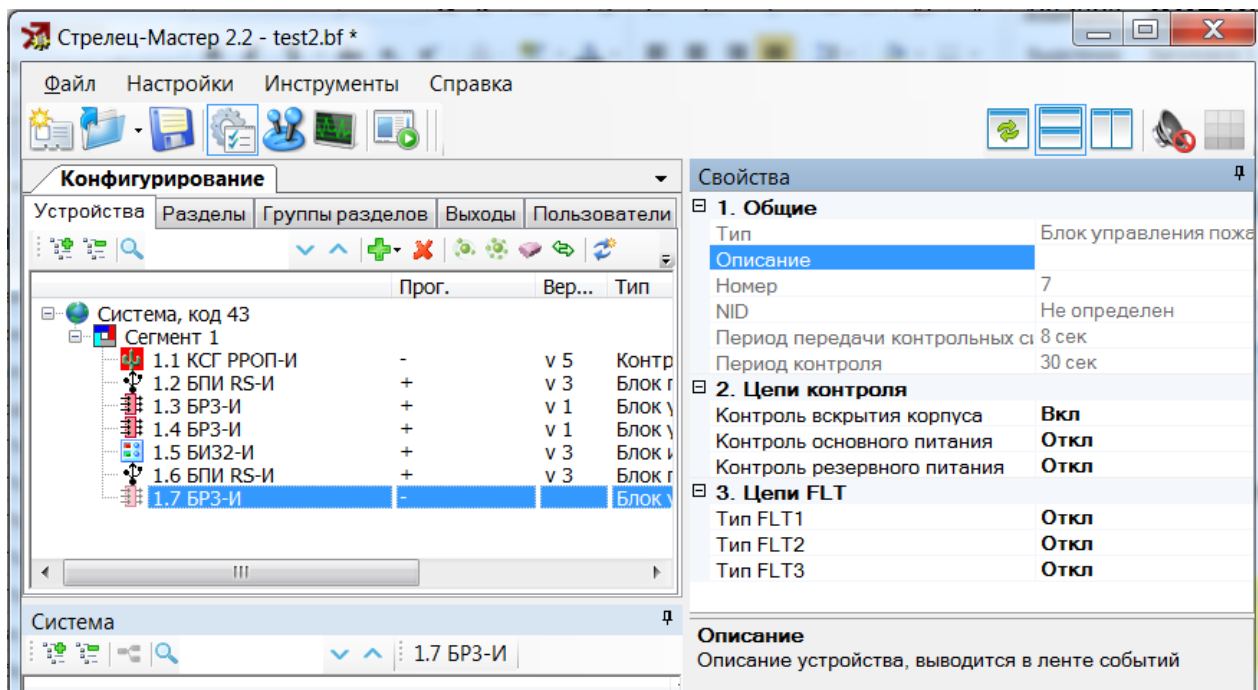 Стрелец-Мастер 2.2 - test2.bf *
Файл Настройки Инструменты Справка
Конфигурирование
Устройства Разделы Группы разделов Выходы Пользователи
Прог. Вер... Тип
Система, код 43
Сегмент 1
1.1 КСГ РРОП-И - v 5 Контр
1.2 БПИ RS-И + v 3 Блок п
1.3 БРЗ-И + v 1 Блок у
1.4 БРЗ-И + v 1 Блок у
1.5 БИ32-И + v 3 Блок и
1.6 БПИ RS-И + v 3 Блок п
1.7 БРЗ-И - Блок у
Система
1.7 БРЗ-И
Свойства
1. Общие
Тип Блок управления пожа
Описание
Номер 7
NID Не определен
Период передачи контрольных си 8 сек
Период контроля 30 сек
2. Цепи контроля
Контроль вскрытия корпуса Вкл
Контроль основного питания Откл
Контроль резервного питания Откл
3. Цепи FLT
Тип FLT1 Откл
Тип FLT2 Откл
Тип FLT3 Откл
Описание
Описание устройства, выводится в ленте событий